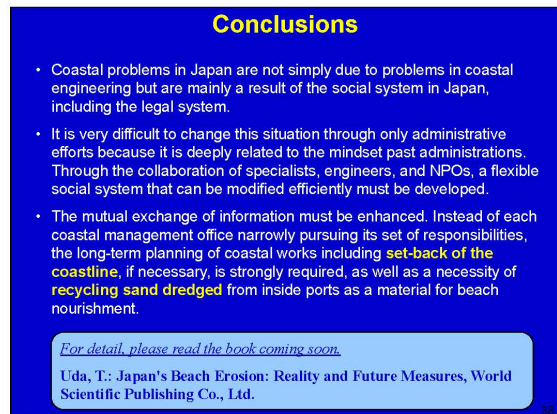 Conclusions
• Coastal problems in Japan are not simply due to problems in coastal
engineering but are mainly a result of the social system in Japan,
including the legal system.
• It is very difficult to change this situation through only administrative
efforts because it is deeply related to the mindset past administrations.
Through the collaboration of specialists, engineers, and NPOs, a flexible
social system that can be modified efficiently must be developed.
• The mutual exchange of information must be enhanced. Instead of each
coastal management office narrowly pursuing its set of responsibilities,
the long-term planning of coastal works including set-back of the
coastline, if necessary, is strongly required, as well as a necessity of
recycling sand dredged from inside ports as a material for beach
nourishment.
For detail, please read the book coming soon.
Uda, T.: Japan's Beach Erosion: Reality and Future Measures, World
Scientific Publishing Co., Ltd.